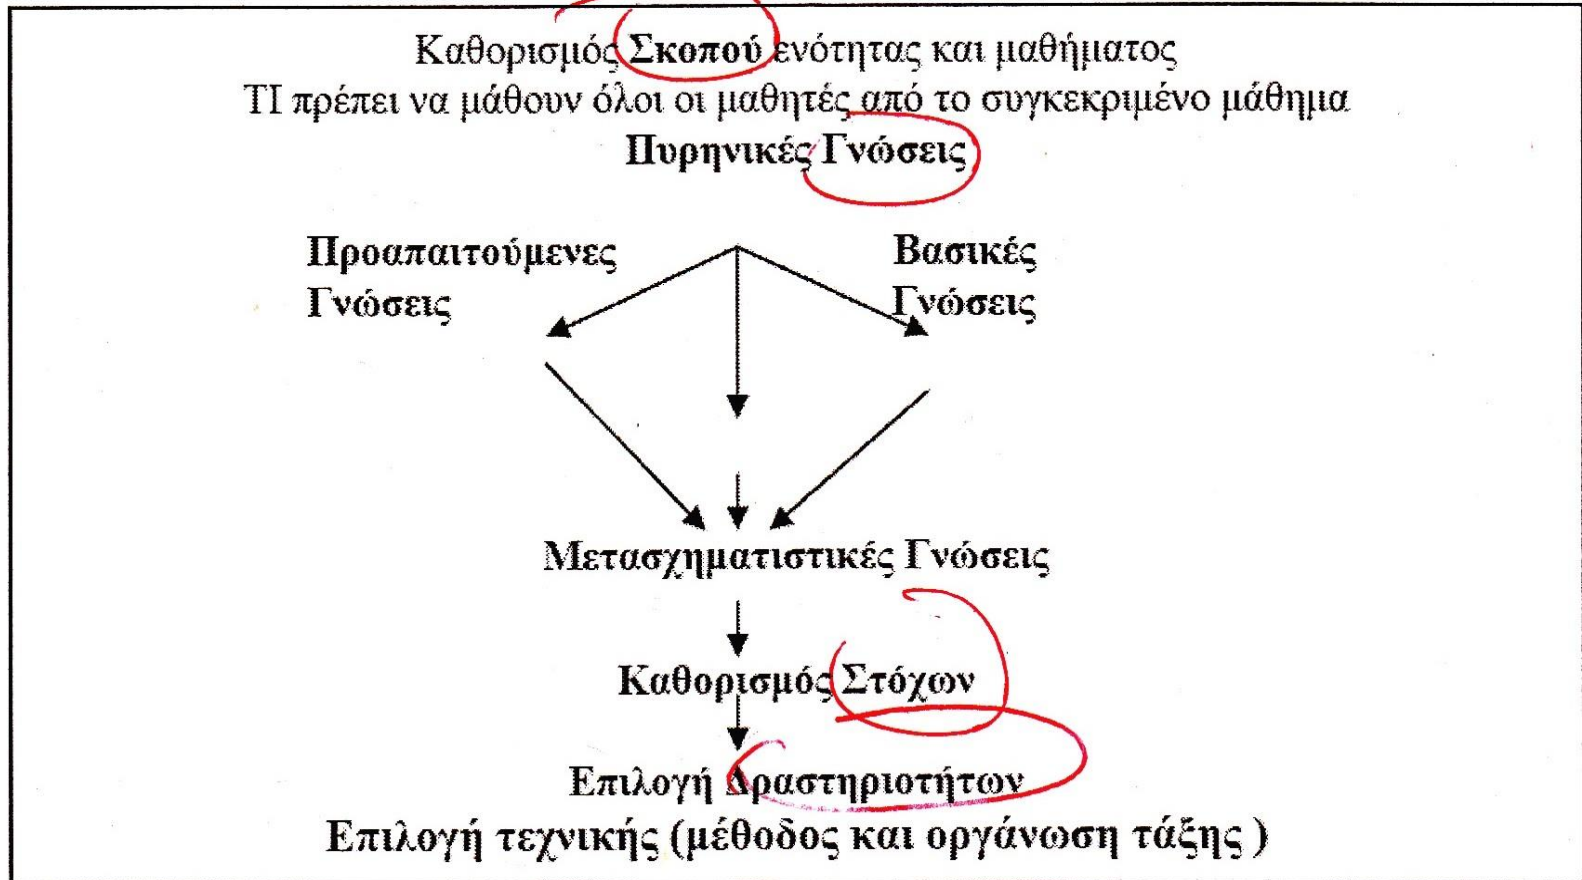 Καθορισμός Σκοπού ενότητας και μαθήματος
ΤΙ πρέπει να μάθουν όλοι οι μαθητές από το συγκεκριμένο μάθημα
Πυρηνικές Γνώσεις
Προαπαιτούμενες
Γνώσεις
Βασικές
Γνώσεις
Μετασχηματιστικές Γνώσεις
Καθορισμός Στόχων
Επιλογή Δραστηριοτήτων
Επιλογή τεχνικής (μέθοδος και οργάνωση τάξης )